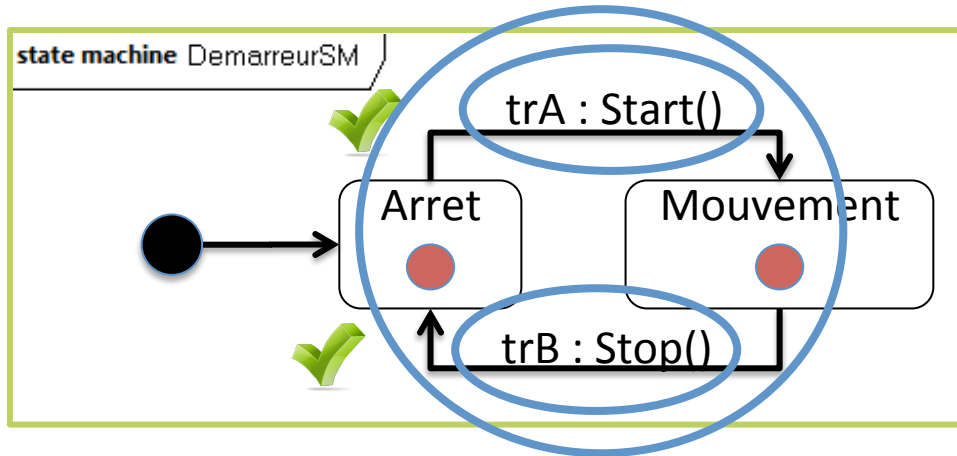 state machine DemarreurSM
trA : Start()
Arret
Mouvement
trB : Stop()